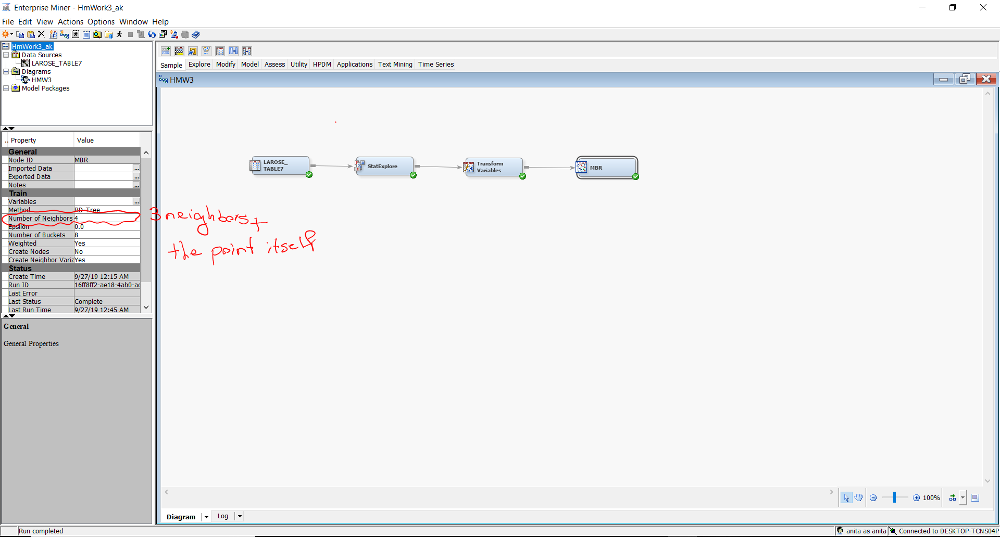 Enterprise Miner - HmWork3_ak
File Edit View Actions Options Window Help
HmWork3_ak
Data Sources
LAROSE_TABLE7
Diagrams
HMW3
Model Packages
.. Property Value
General
Node ID MBR
Imported Data ...
Exported Data ...
Notes ...
Train
Variables ...
Method RD-Tree
Number of Neighbors 4
Epsilon 0.0
Number of Buckets 8
Weighted Yes
Create Nodes No
Create Neighbor Varia Yes
Status
Create Time 9/27/19 12:15 AM
Run ID 16ff8ff2-ae18-4ab0-ac
Last Error
Last Status Complete
Last Run Time 9/27/19 12:45 AM
General
General Properties
Sample Explore Modify Model Assess Utility HPDM Applications Text Mining Time Series
HMW3
LAROSE_
TABLE7
StatExplore
Transform
Variables
MBR
3 neighbors +
the point itself
100%
Diagram Log
Run completed
anita as anita Connected to DESKTOP-TCNS04P